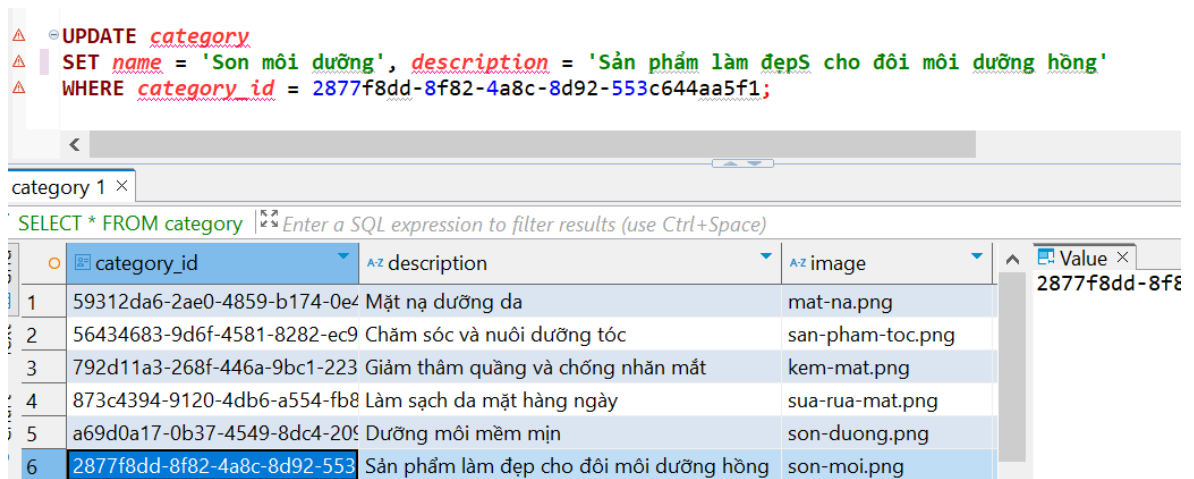 UPDATE category
SET name = 'Son môi dưỡng', description = 'Sản phẩm làm đẹpS cho đôi môi dưỡng hồng'
WHERE category_id = 2877f8dd-8f82-4a8c-8d92-553c644aa5f1;
category 1
SELECT * FROM category Enter a SQL expression to filter results (use Ctrl+Space)
category_id A-Z description A-Z image Value
2877f8dd-8f8
1 59312da6-2ae0-4859-b174-0e4 Mặt nạ dưỡng da mat-na.png
2 56434683-9d6f-4581-8282-ec9 Chăm sóc và nuôi dưỡng tóc san-pham-toc.png
3 792d11a3-268f-446a-9bc1-223 Giảm thâm quầng và chống nhăn mắt kem-mat.png
4 873c4394-9120-4db6-a554-fb8 Làm sạch da mặt hàng ngày sua-rua-mat.png
5 a69d0a17-0b37-4549-8dc4-209 Dưỡng môi mềm mịn son-duong.png
6 2877f8dd-8f82-4a8c-8d92-553 Sản phẩm làm đẹp cho đôi môi dưỡng hồng son-moi.png